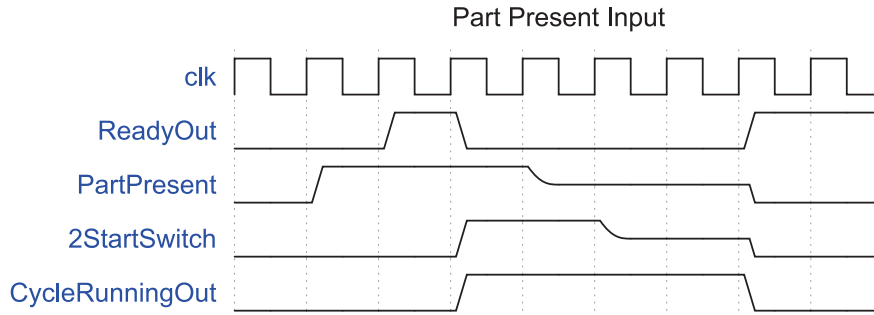 Part Present Input
clk
ReadyOut
PartPresent
2StartSwitch
CycleRunningOut